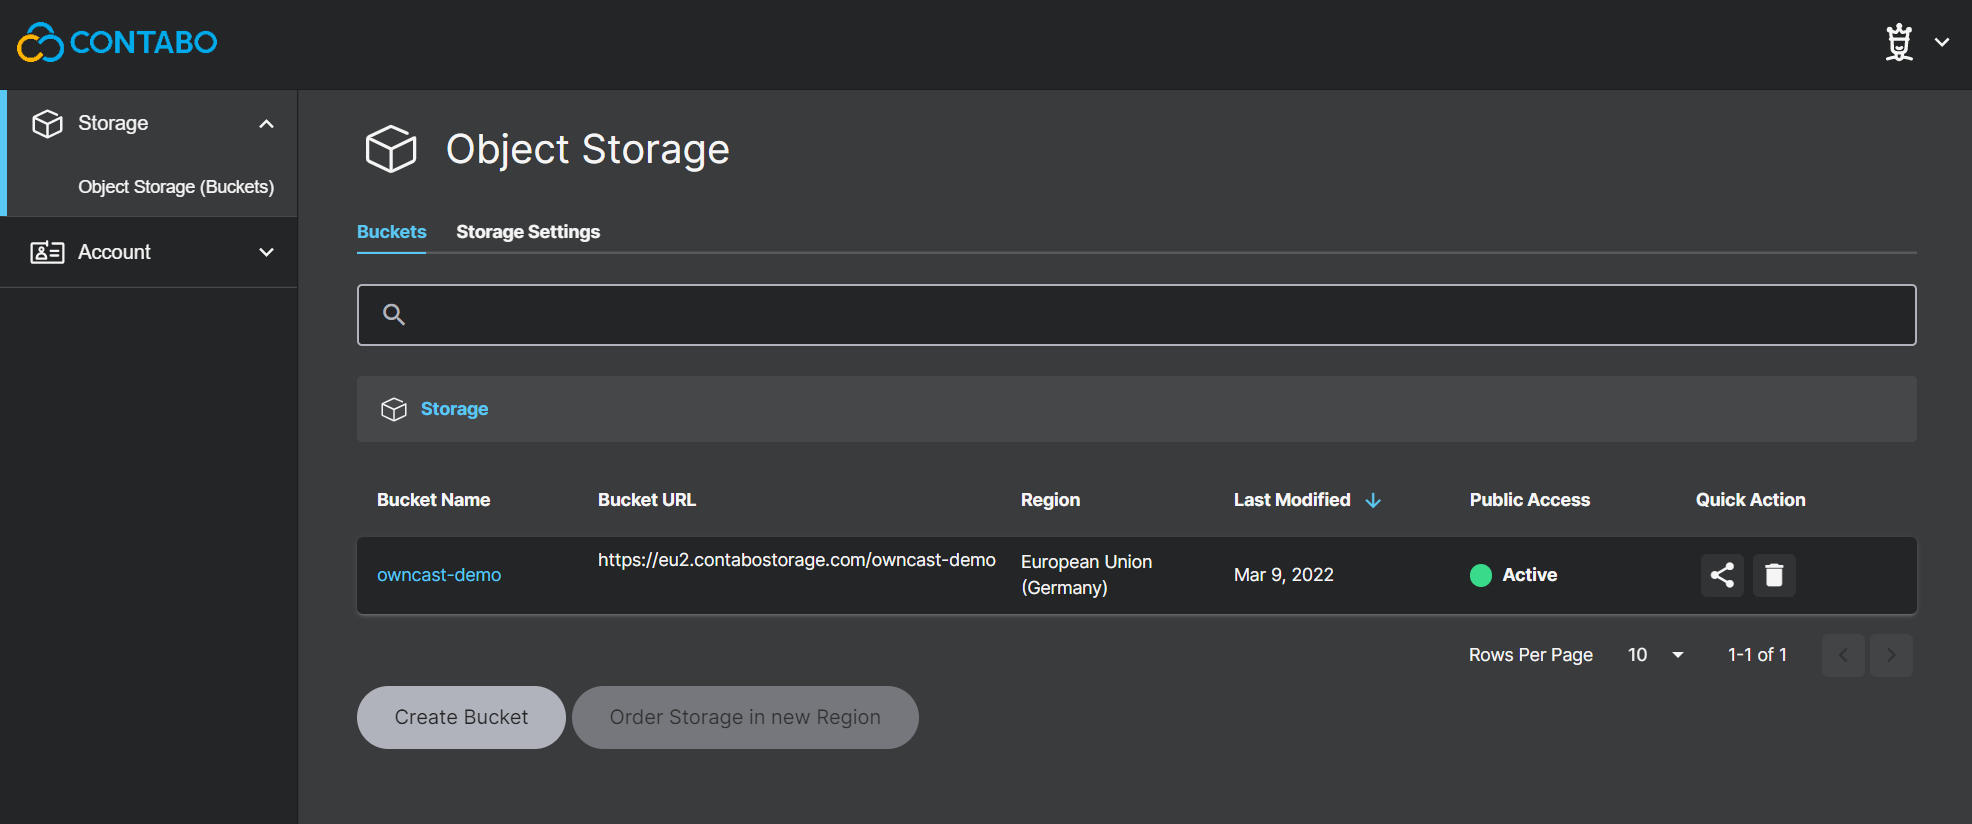 CONTABO
Storage
Object Storage (Buckets)
Account
Object Storage
Buckets Storage Settings
Storage
Bucket Name Bucket URL Region Last Modified Public Access Quick Action
owncast-demo https://eu2.contabostorage.com/owncast-demo European Union Mar 9, 2022 Active
(Germany)
Rows Per Page 10 1-1 of 1
Create Bucket Order Storage in new Region